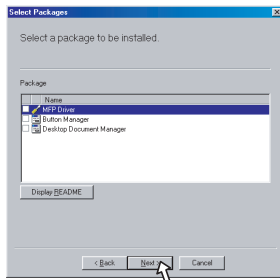 Select Packages
Select a package to be installed.
Package
Name
MFP Driver
Button Manager
Desktop Document Manager
Display README
< Back
Next >
Cancel